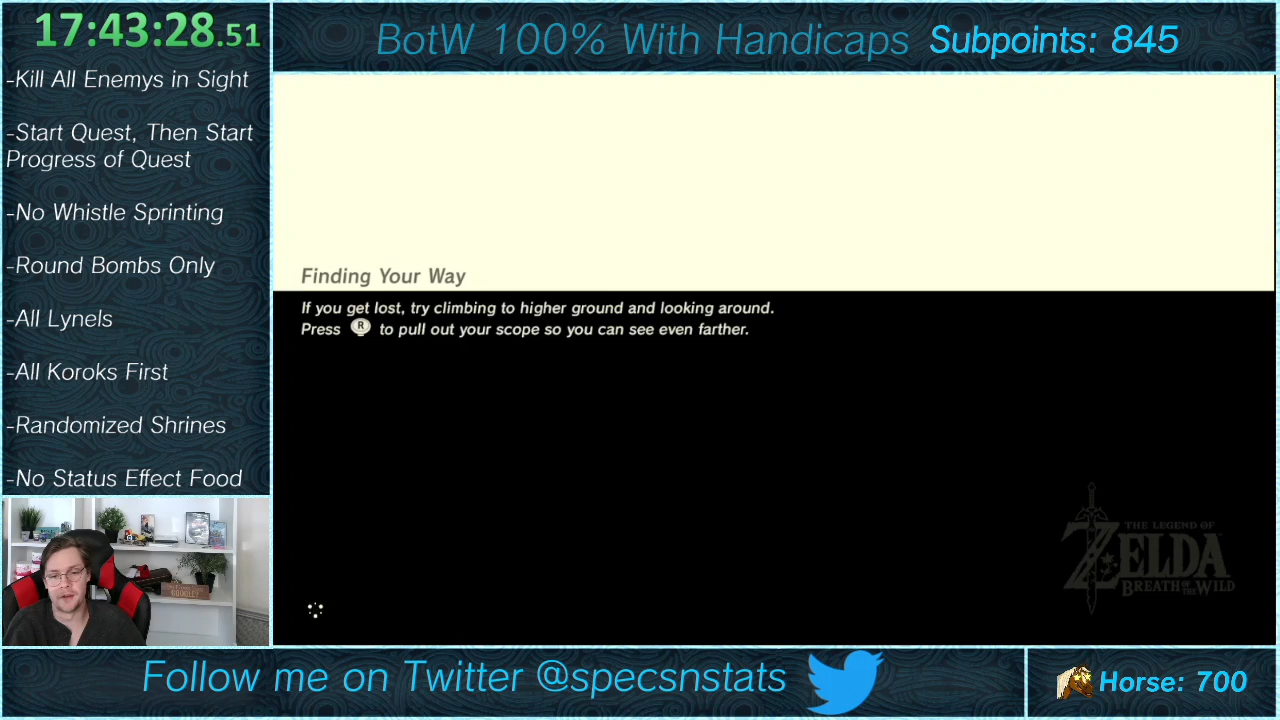 17:43:28.51
BotW 100% With Handicaps
Subpoints: 845
-Kill All Enemys in Sight
-Start Quest, Then Start
Progress of Quest
-No Whistle Sprinting
-Round Bombs Only
-All Lynels
-All Koroks First
-Randomized Shrines
-No Status Effect Food
Finding Your Way
If you get lost, try climbing to higher ground and looking around.
Press R to pull out your scope so you can see even farther.
THE LEGEND OF
ZELDA
BREATH OF THE WILD
GOOGLEY
Follow me on Twitter @specsnstats
Horse: 700